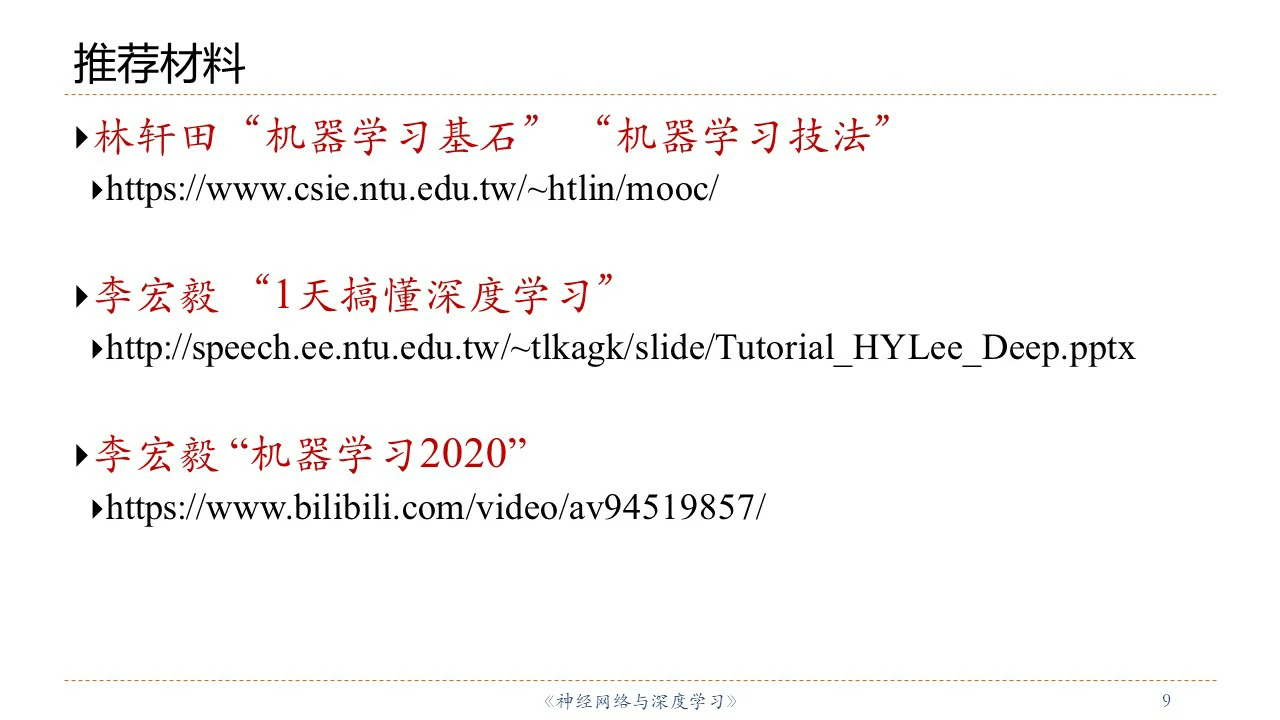 推荐材料
林轩田“机器学习基石” “机器学习技法”
https://www.csie.ntu.edu.tw/~htlin/mooc/
李宏毅 “1天搞懂深度学习”
http://speech.ee.ntu.edu.tw/~tlkagk/slide/Tutorial_HYLee_Deep.pptx
李宏毅 “机器学习2020”
https://www.bilibili.com/video/av94519857/
《神经网络与深度学习》 9